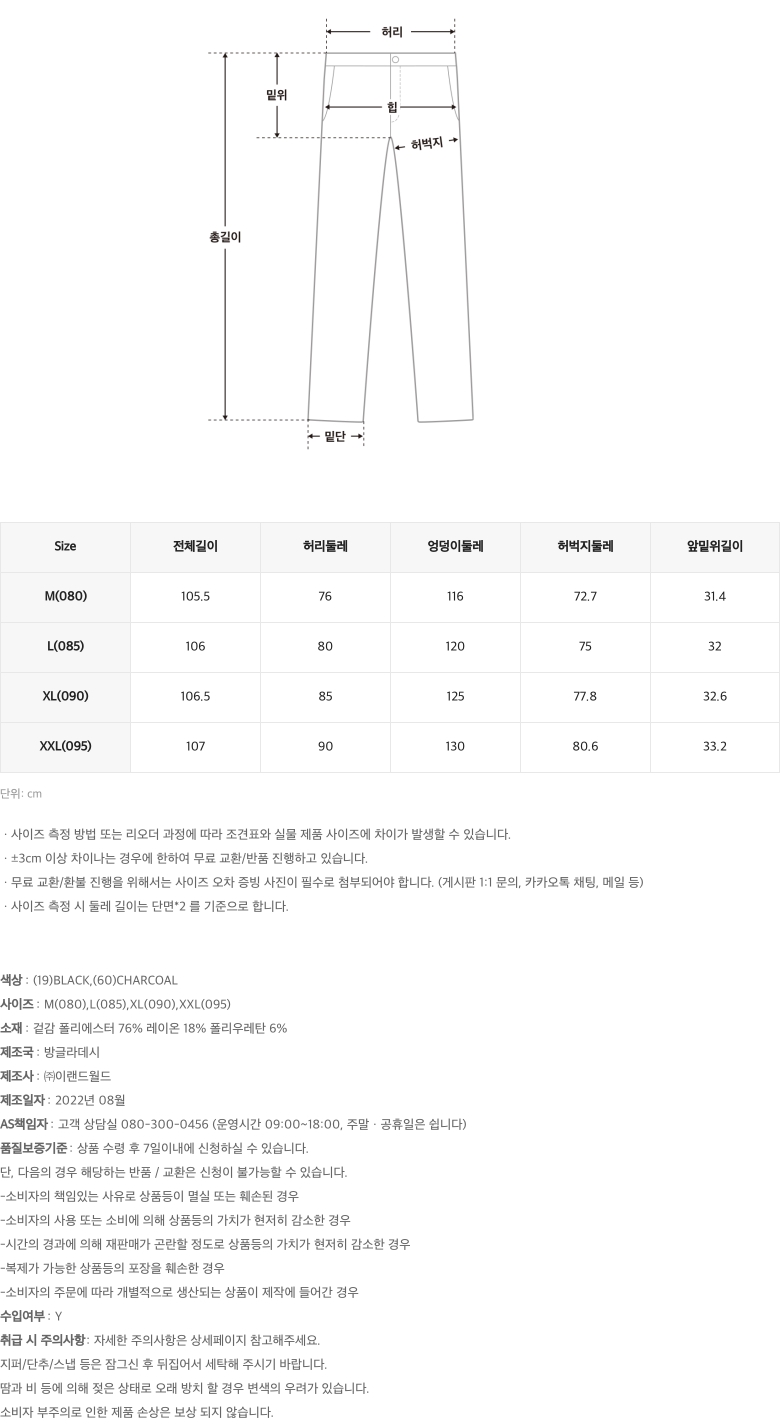 허리
밑위
힙
허벅지
총길이
밑단
Size 전체길이 허리둘레 엉덩이둘레 허벅지둘레 앞밑위길이
M(080) 105.5 76 116 72.7 31.4
L(085) 106 80 120 75 32
XL(090) 106.5 85 125 77.8 32.6
XXL(095) 107 90 130 80.6 33.2
단위: cm
· 사이즈 측정 방법 또는 리오더 과정에 따라 조견표와 실물 제품 사이즈에 차이가 발생할 수 있습니다.
· ±3cm 이상 차이나는 경우에 한하여 무료 교환/반품 진행하고 있습니다.
· 무료 교환/환불 진행을 위해서는 사이즈 오차 증빙 사진이 필수로 첨부되어야 합니다. (게시판 1:1 문의, 카카오톡 채팅, 메일 등)
· 사이즈 측정 시 둘레 길이는 단면*2 를 기준으로 합니다.
색상 : (19)BLACK,(60)CHARCOAL
사이즈 : M(080),L(085),XL(090),XXL(095)
소재 : 겉감 폴리에스터 76% 레이온 18% 폴리우레탄 6%
제조국 : 방글라데시
제조사 : ㈜이랜드월드
제조일자 : 2022년 08월
AS책임자 : 고객 상담실 080-300-0456 (운영시간 09:00~18:00, 주말 · 공휴일은 쉽니다)
품질보증기준 : 상품 수령 후 7일이내에 신청하실 수 있습니다.
단, 다음의 경우 해당하는 반품 / 교환은 신청이 불가능할 수 있습니다.
-소비자의 책임있는 사유로 상품등이 멸실 또는 훼손된 경우
-소비자의 사용 또는 소비에 의해 상품등의 가치가 현저히 감소한 경우
-시간의 경과에 의해 재판매가 곤란할 정도로 상품등의 가치가 현저히 감소한 경우
-복제가 가능한 상품등의 포장을 훼손한 경우
-소비자의 주문에 따라 개별적으로 생산되는 상품이 제작에 들어간 경우
수입여부 : Y
취급 시 주의사항 : 자세한 주의사항은 상세페이지 참고해주세요.
지퍼/단추/스냅 등은 잠그신 후 뒤집어서 세탁해 주시기 바랍니다.
땀과 비 등에 의해 젖은 상태로 오래 방치 할 경우 변색의 우려가 있습니다.
소비자 부주의로 인한 제품 손상은 보상 되지 않습니다.